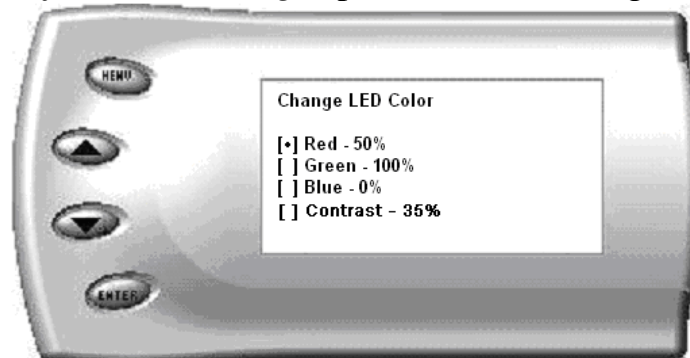 MENU
Change LED Color
[•] Red - 50%
[ ] Green - 100%
[ ] Blue - 0%
[ ] Contrast - 35%
ENTER